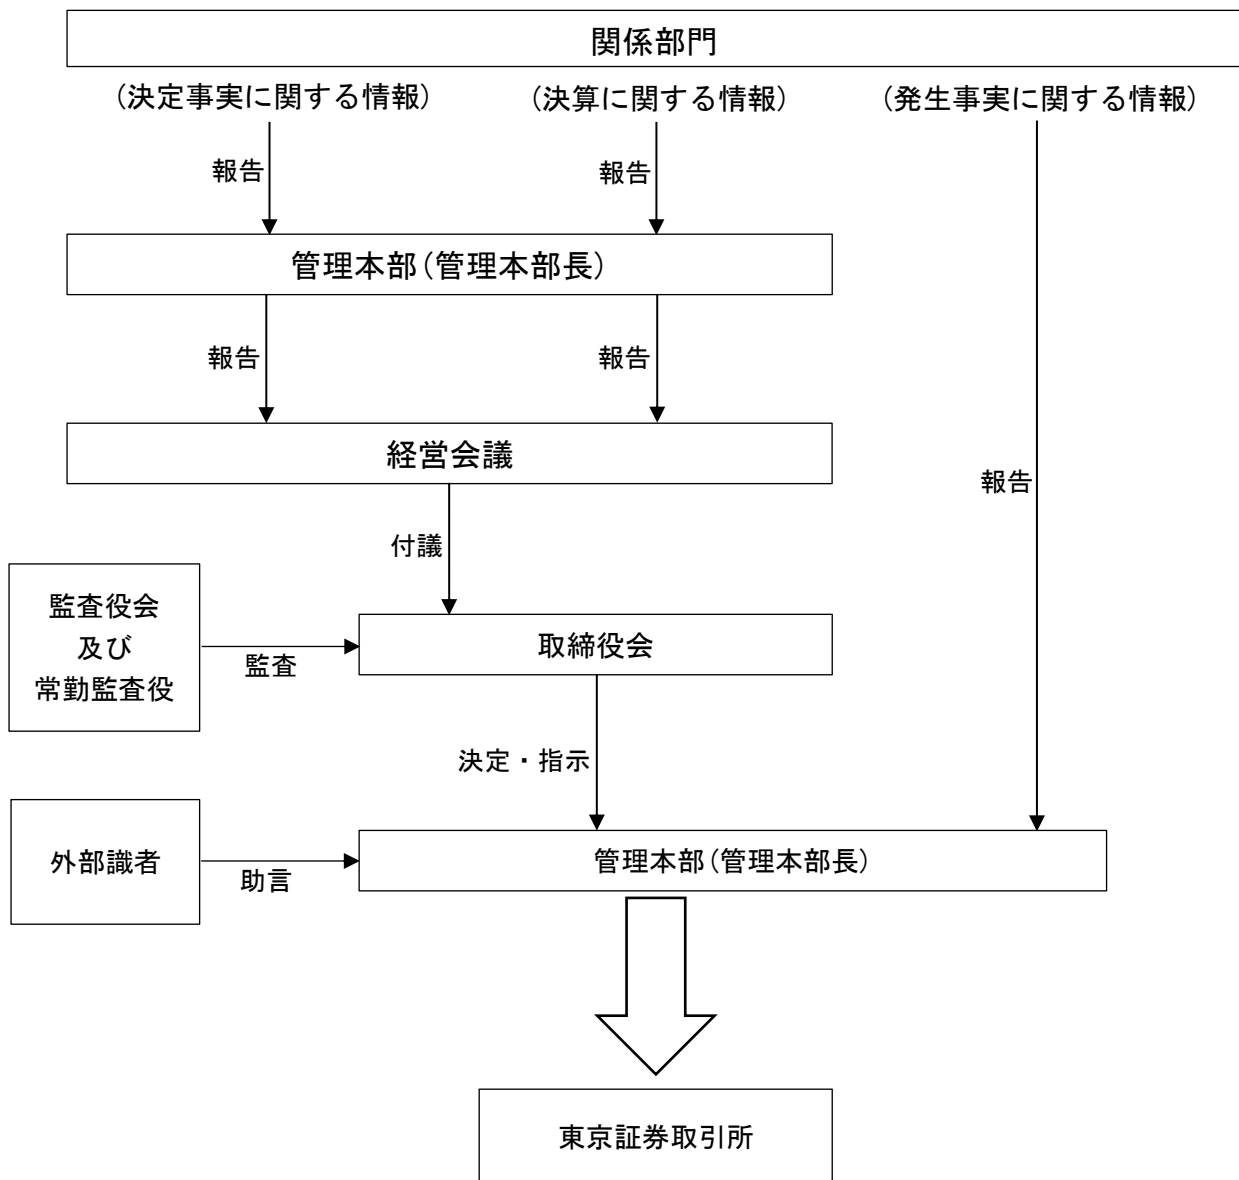 関係部門
(決定事実に関する情報)
(決算に関する情報)
(発生事実に関する情報)
報告
報告
管理本部(管理本部長)
報告
報告
経営会議
報告
付議
監査役会
及び
常勤監査役
監査
取締役会
決定・指示
外部識者
助言
管理本部(管理本部長)
東京証券取引所